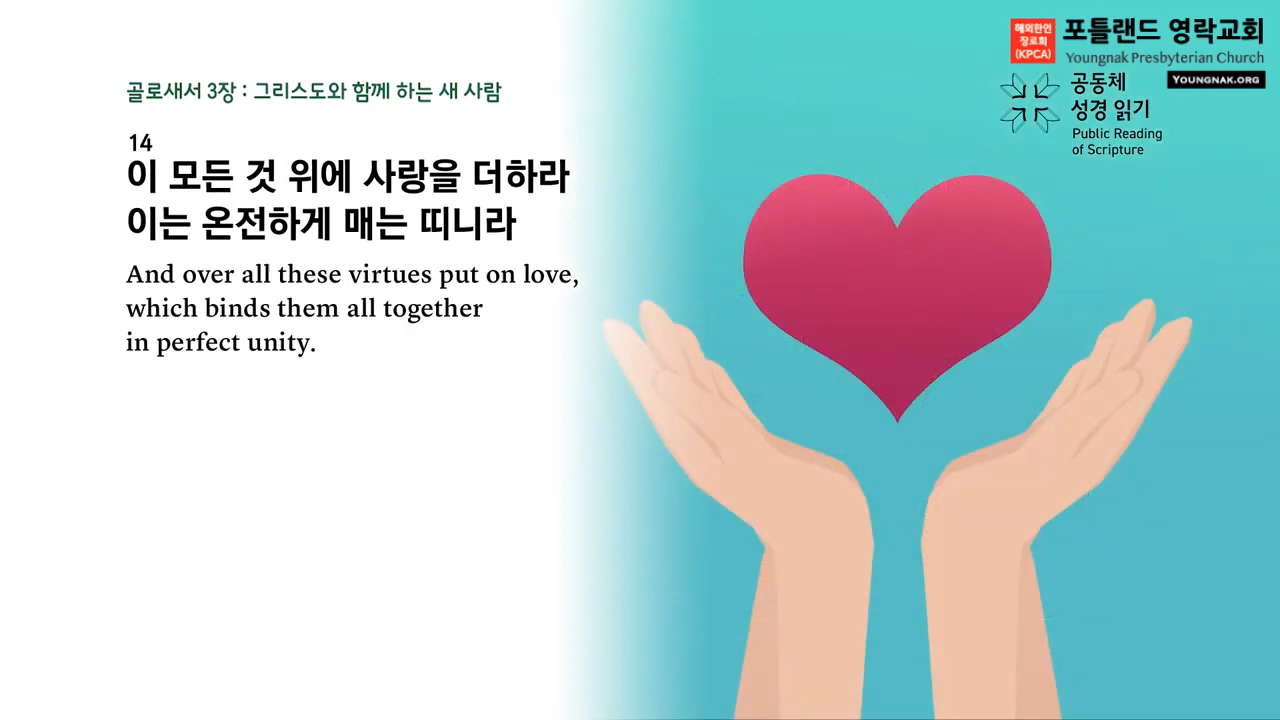 골로새서 3장 : 그리스도와 함께 하는 새 사람
14
이 모든 것 위에 사랑을 더하라
이는 온전하게 매는 띠니라
And over all these virtues put on love,
which binds them all together
in perfect unity.
해외한인
장로회
(KPCA)
포틀랜드 영락교회
Youngnak Presbyterian Church
YOUNGNAK.ORG
공동체
성경 읽기
Public Reading
of Scripture